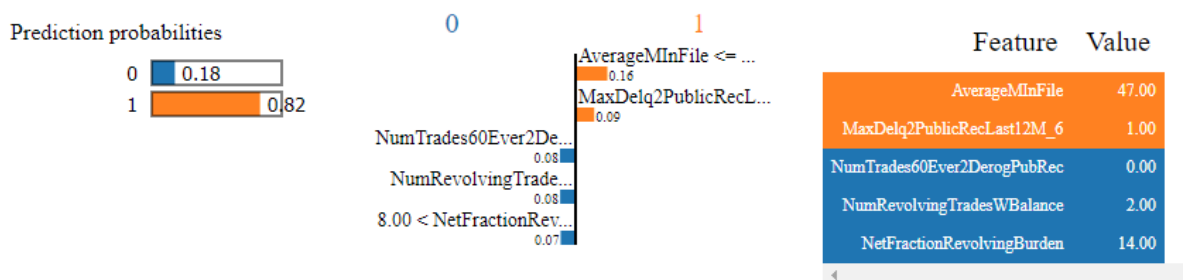 Prediction probabilities
0 0.18
1 0.82
0 1
AverageMInFile <= ...
0.16
MaxDelq2PublicRecL...
0.09
NumTrades60Ever2De...
0.08
NumRevolvingTrade...
0.08
8.00 < NetFractionRev...
0.07
Feature Value
AverageMInFile 47.00
MaxDelq2PublicRecLast12M_6 1.00
NumTrades60Ever2DerogPubRec 0.00
NumRevolvingTradesWBalance 2.00
NetFractionRevolvingBurden 14.00